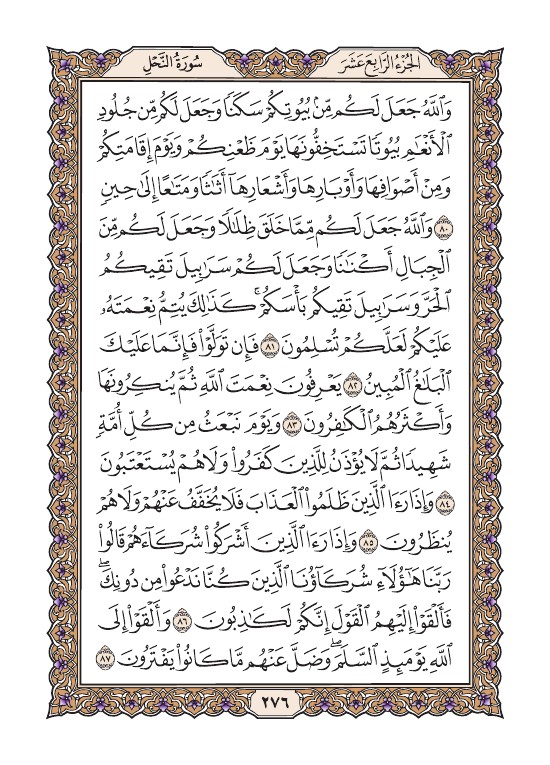 الجُزْءُ الرَّابِعَ عَشَرَ
سُورَةُ النَّحْلِ
وَٱللَّهُ جَعَلَ لَكُم مِّنۢ بُيُوتِكُمْ سَكَنًا وَجَعَلَ لَكُم مِّن جُلُودِ
ٱلْأَنْعَٰمِ بُيُوتًا تَسْتَخِفُّونَهَا يَوْمَ ظَعْنِكُمْ وَيَوْمَ إِقَامَتِكُمْ
وَمِنْ أَصْوَافِهَا وَأَوْبَارِهَا وَأَشْعَارِهَآ أَثَٰثًا وَمَتَٰعًا إِلَىٰ حِينٍ
٨٠ وَٱللَّهُ جَعَلَ لَكُم مِّمَّا خَلَقَ ظِلَٰلًا وَجَعَلَ لَكُم مِّنَ
ٱلْجِبَالِ أَكْنَٰنًا وَجَعَلَ لَكُمْ سَرَٰبِيلَ تَقِيكُمُ
ٱلْحَرَّ وَسَرَٰبِيلَ تَقِيكُم بَأْسَكُمْ ۚ كَذَٰلِكَ يُتِمُّ نِعْمَتَهُۥ
عَلَيْكُمْ لَعَلَّكُمْ تُسْلِمُونَ ٨١ فَإِن تَوَلَّوْا۟ فَإِنَّمَا عَلَيْكَ
ٱلْبَلَٰغُ ٱلْمُبِينُ ٨٢ يَعْرِفُونَ نِعْمَتَ ٱللَّهِ ثُمَّ يُنكِرُونَهَا
وَأَكْثَرُهُمُ ٱلْكَٰفِرُونَ ٨٣ وَيَوْمَ نَبْعَثُ مِن كُلِّ أُمَّةٍ
شَهِيدًا ثُمَّ لَا يُؤْذَنُ لِلَّذِينَ كَفَرُوا۟ وَلَا هُمْ يُسْتَعْتَبُونَ
٨٤ وَإِذَا رَءَا ٱلَّذِينَ ظَلَمُوا۟ ٱلْعَذَابَ فَلَا يُخَفَّفُ عَنْهُمْ وَلَا هُمْ
يُنظَرُونَ ٨٥ وَإِذَا رَءَا ٱلَّذِينَ أَشْرَكُوا۟ شُرَكَآءَهُمْ قَالُوا۟
رَبَّنَا هَٰٓؤُلَآءِ شُرَكَآؤُنَا ٱلَّذِينَ كُنَّا نَدْعُوا۟ مِن دُونِكَ ۖ
فَأَلْقَوْا۟ إِلَيْهِمُ ٱلْقَوْلَ إِنَّكُمْ لَكَٰذِبُونَ ٨٦ وَأَلْقَوْا۟ إِلَى
ٱللَّهِ يَوْمَئِذٍ ٱلسَّلَمَ ۖ وَضَلَّ عَنْهُم مَّا كَانُوا۟ يَفْتَرُونَ ٨٧
٢٧٦